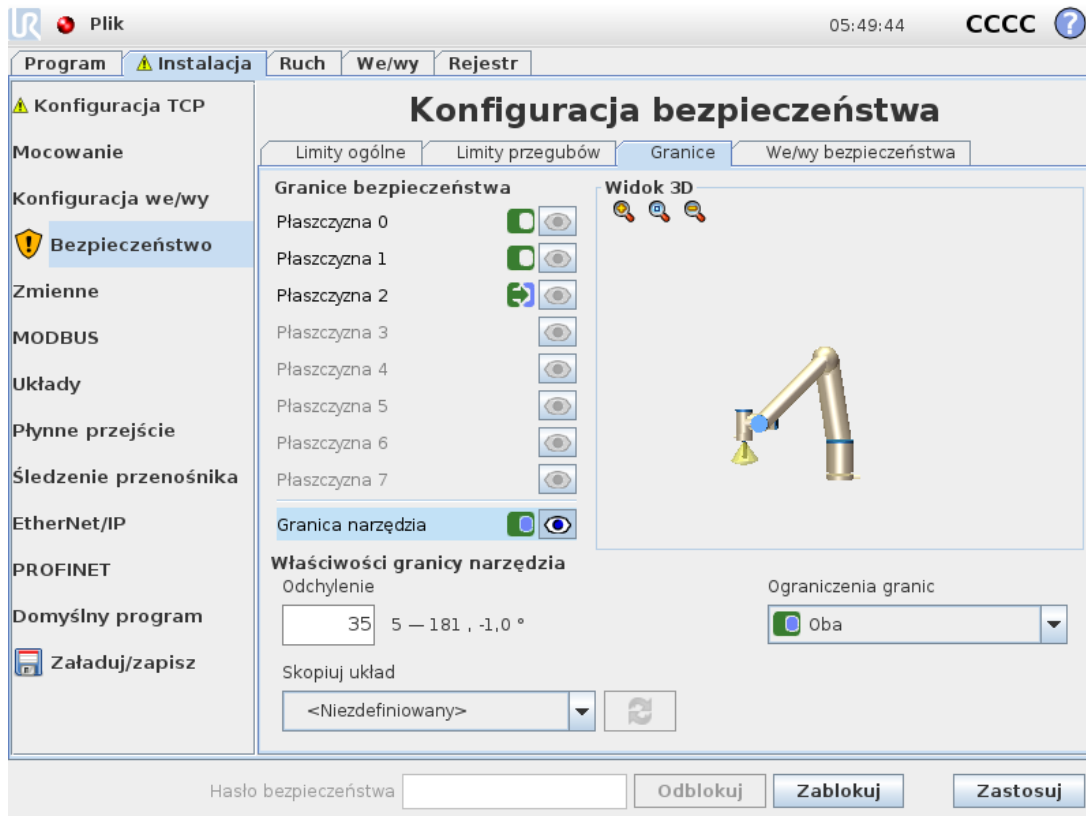 UR Plik 05:49:44 CCCC ?
Program Instalacja Ruch We/wy Rejestr
Konfiguracja TCP
Mocowanie
Konfiguracja we/wy
Bezpieczeństwo
Zmienne
MODBUS
Układy
Płynne przejście
Śledzenie przenośnika
EtherNet/IP
PROFINET
Domyślny program
Załaduj/zapisz
Konfiguracja bezpieczeństwa
Limity ogólne Limity przegubów Granice We/wy bezpieczeństwa
Granice bezpieczeństwa
Płaszczyzna 0
Płaszczyzna 1
Płaszczyzna 2
Płaszczyzna 3
Płaszczyzna 4
Płaszczyzna 5
Płaszczyzna 6
Płaszczyzna 7
Granica narzędzia
Widok 3D
Właściwości granicy narzędzia
Odchylenie
35 5 — 181 , -1,0 °
Ograniczenia granic
Oba
Skopiuj układ
<Niezdefiniowany>
Hasło bezpieczeństwa Odblokuj Zablokuj Zastosuj